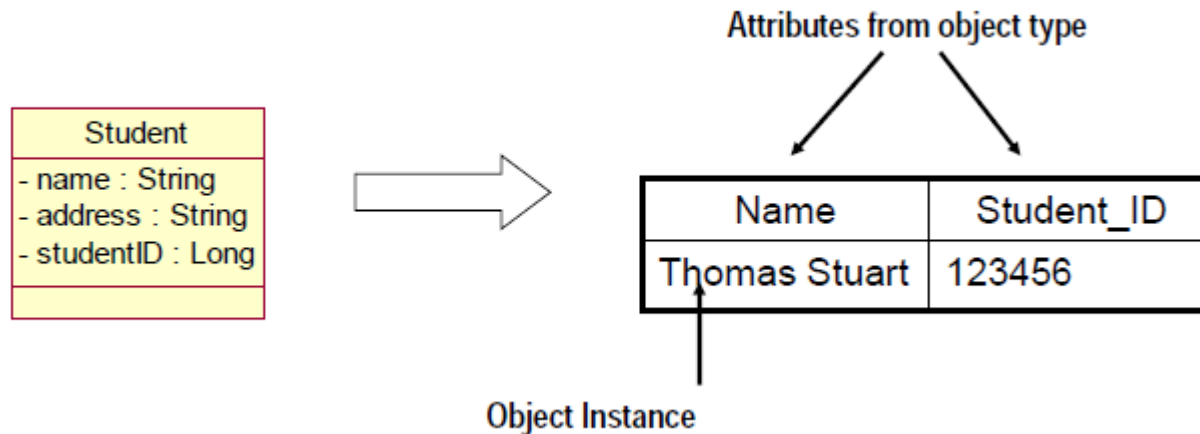 Attributes from object type
Student
- name : String
- address : String
- studentID : Long
Name Student_ID
Thomas Stuart 123456
Object Instance